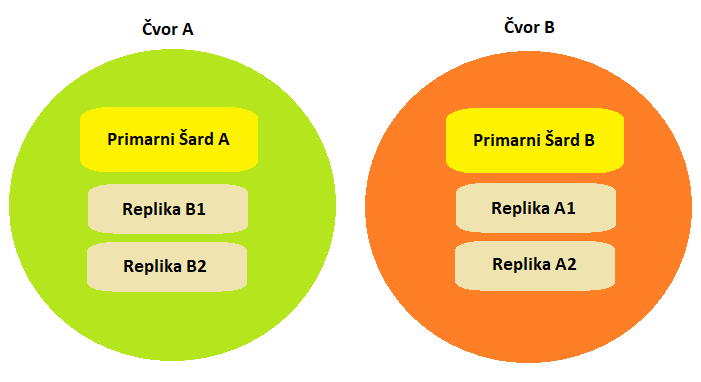 Čvor A
Primarni Šard A
Replika B1
Replika B2
Čvor B
Primarni Šard B
Replika A1
Replika A2